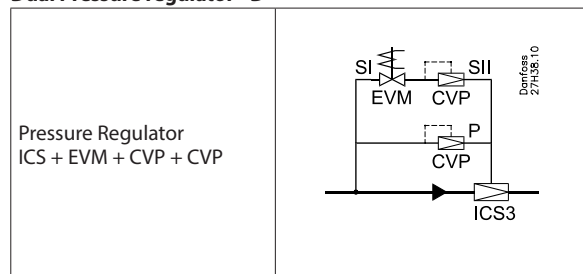 Dual Pressure regulator - D
Pressure Regulator
ICS + EVM + CVP + CVP
SI
SII
EVM
CVP
P
CVP
ICS3
Danfoss
27H38.10